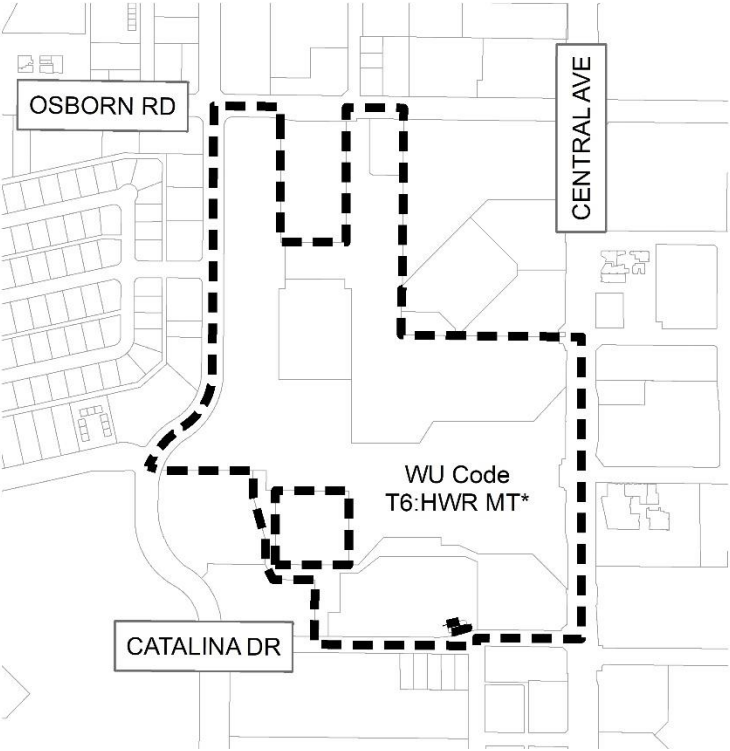 OSBORN RD
CENTRAL AVE
WU Code
T6:HWR MT*
CATALINA DR